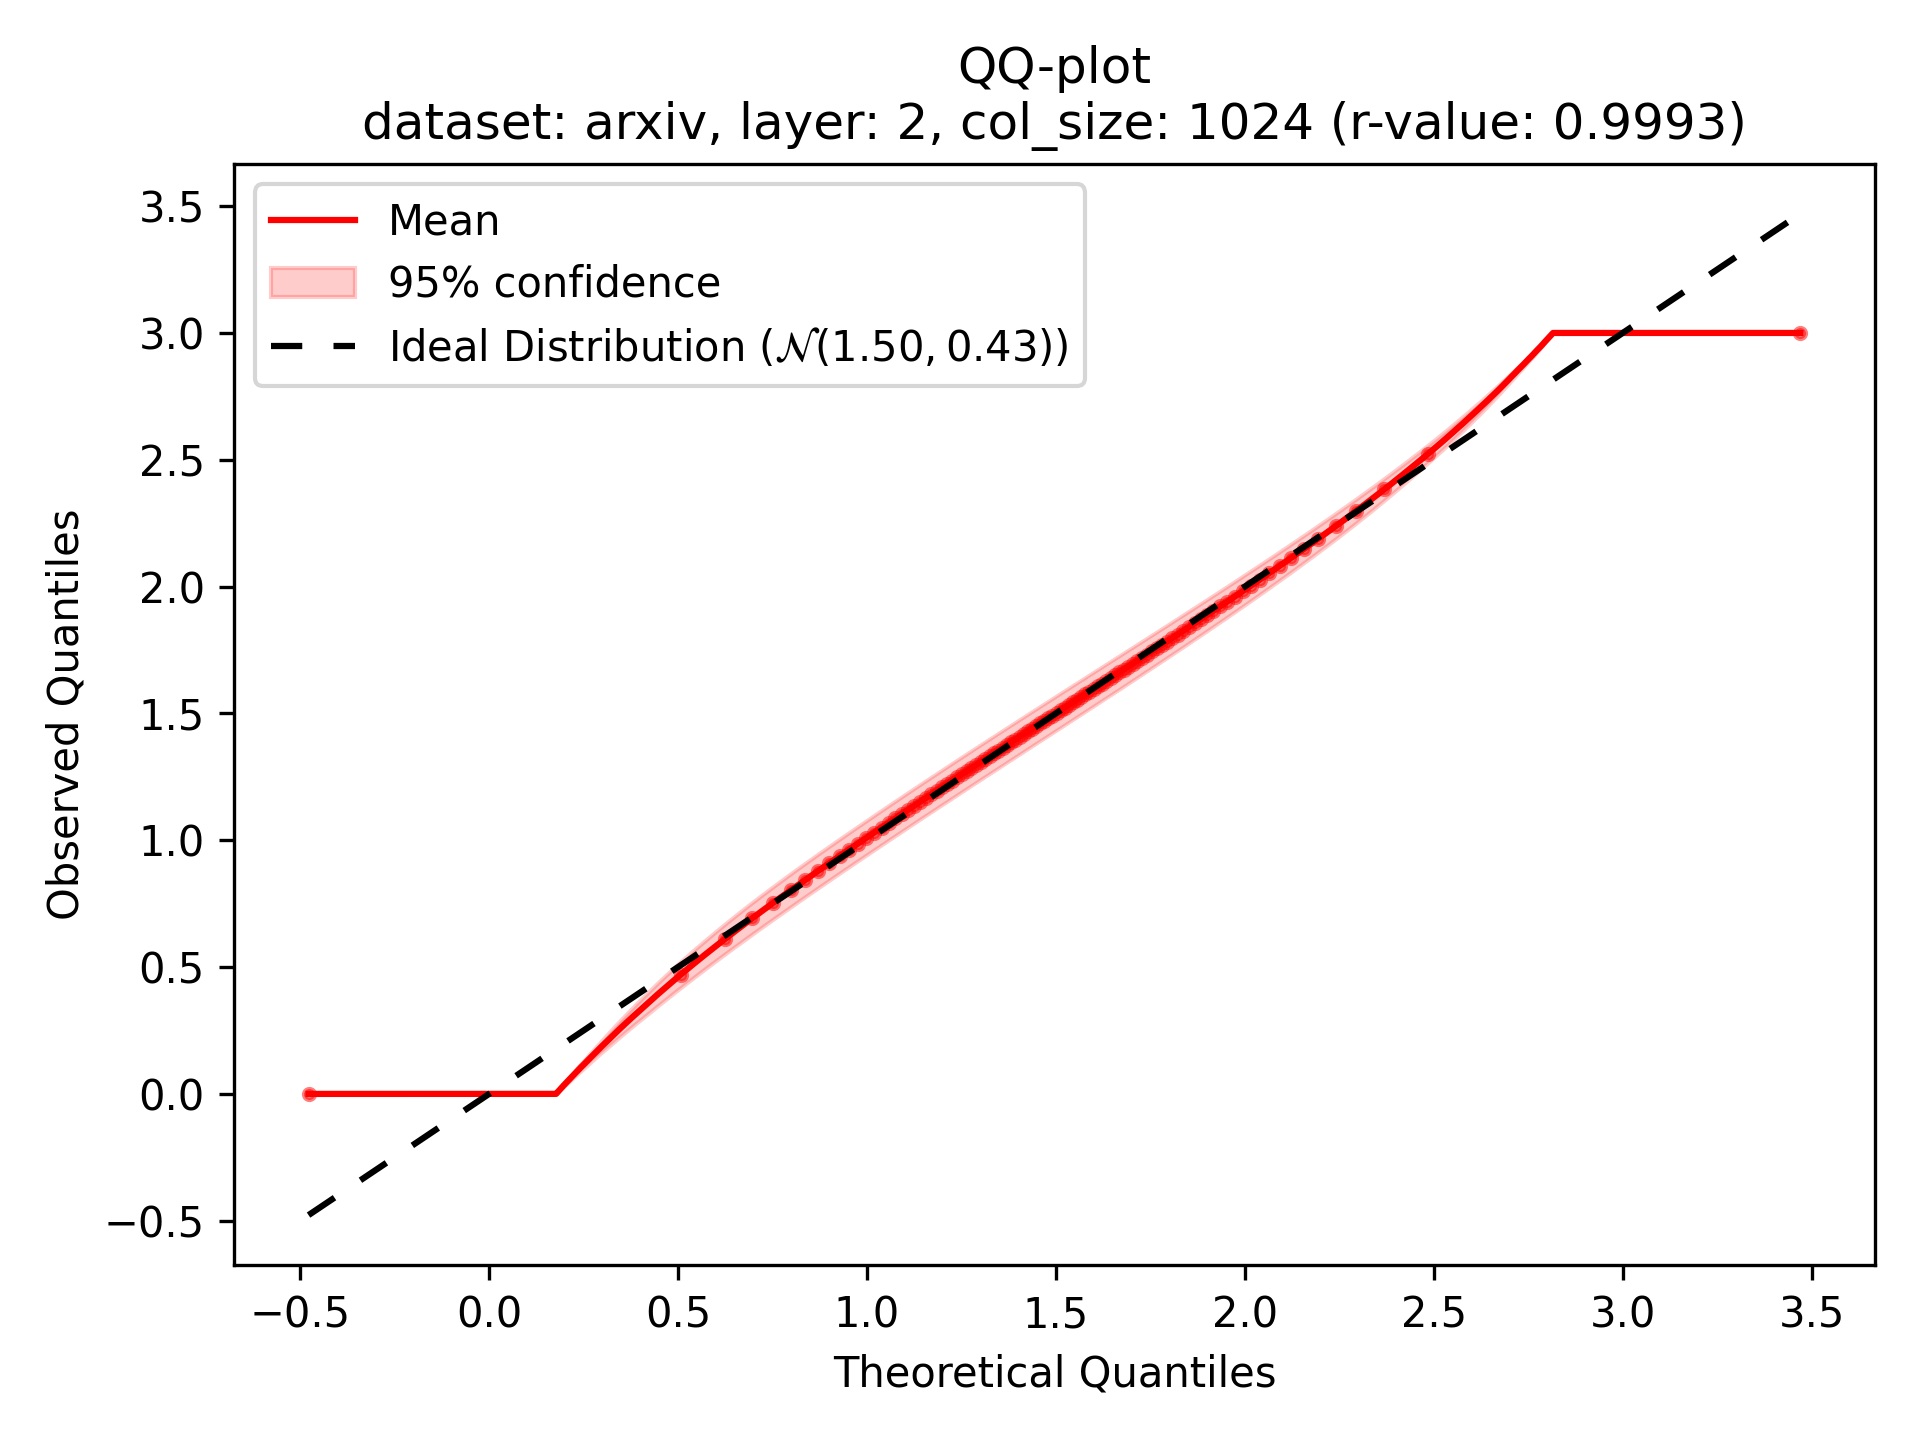 QQ-plot
dataset: arxiv, layer: 2, col_size: 1024 (r-value: 0.9993)
Mean
95% confidence
Ideal Distribution (𝒩(1.50, 0.43))
Observed Quantiles
3.5
3.0
2.5
2.0
1.5
1.0
0.5
0.0
−0.5
−0.5 0.0 0.5 1.0 1.5 2.0 2.5 3.0 3.5
Theoretical Quantiles